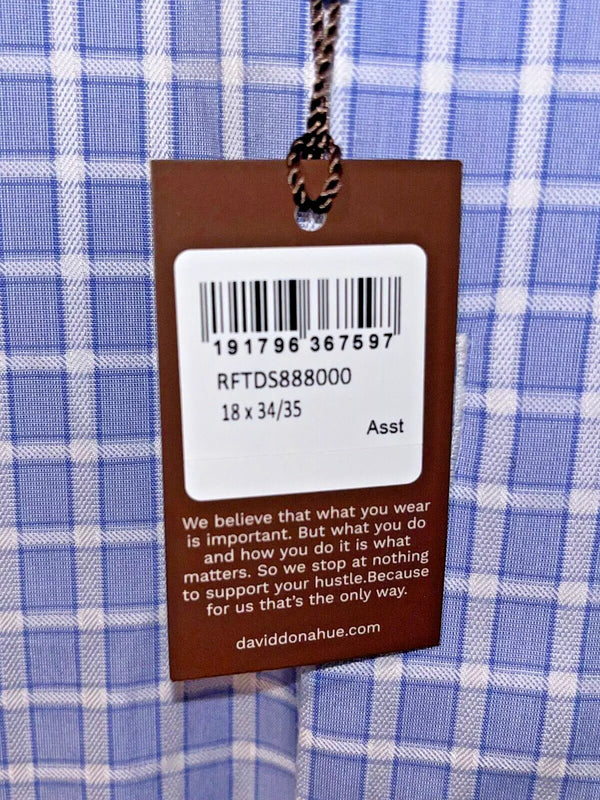 191796 367597
RFTDS888000
18 x 34/35
Asst
We believe that what you wear
is important. But what you do
and how you do it is what
matters. So we stop at nothing
to support your hustle.Because
for us that's the only way.
daviddonahue.com